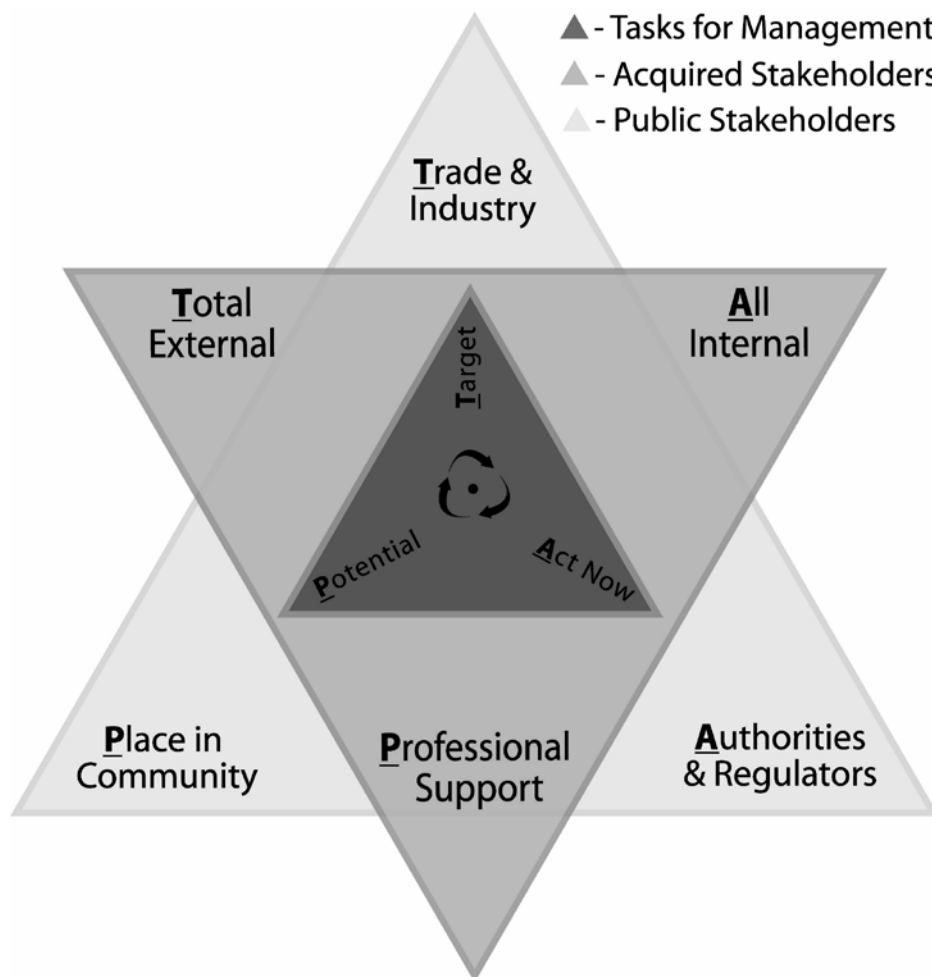 - Tasks for Management
- Acquired Stakeholders
- Public Stakeholders
Trade &
Industry
Total
External
All
Internal
Target
Potential
Act Now
Place in
Community
Professional
Support
Authorities
& Regulators